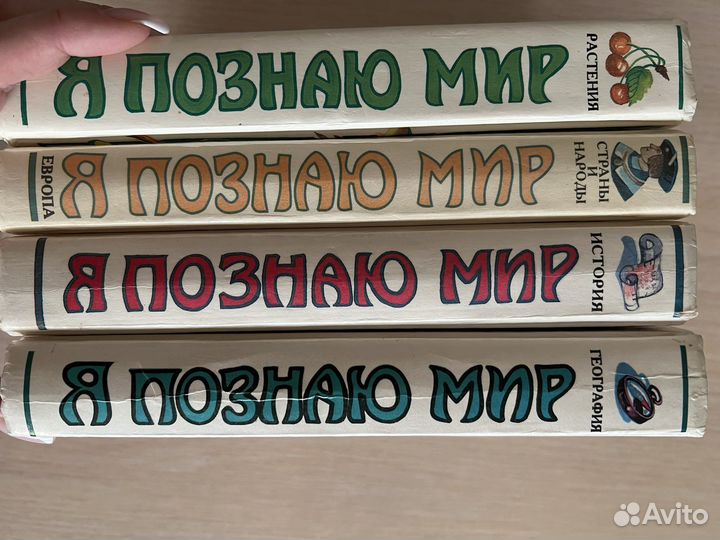 Я ПОЗНАЮ МИР
РАСТЕНИЯ
ЕВРОПА
Я ПОЗНАЮ МИР
СТРАНЫ
И
НАРОДЫ
Я ПОЗНАЮ МИР
ИСТОРИЯ
Я ПОЗНАЮ МИР
ГЕОГРАФИЯ
Avito